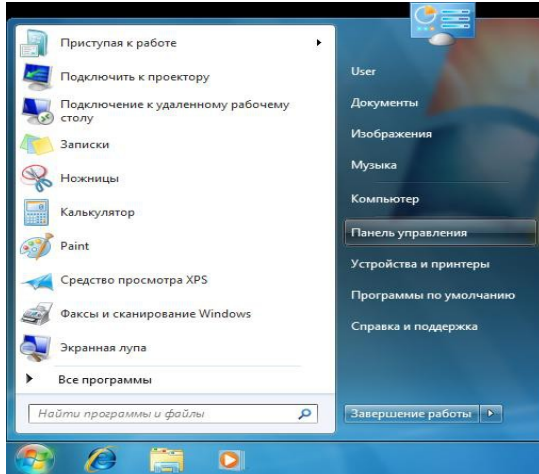 Приступая к работе
Подключить к проектору
Подключение к удаленному рабочему
столу
Записки
Ножницы
Калькулятор
Paint
Средство просмотра XPS
Факсы и сканирование Windows
Экранная лупа
Все программы
Найти программы и файлы
User
Документы
Изображения
Музыка
Компьютер
Панель управления
Устройства и принтеры
Программы по умолчанию
Справка и поддержка
Завершение работы